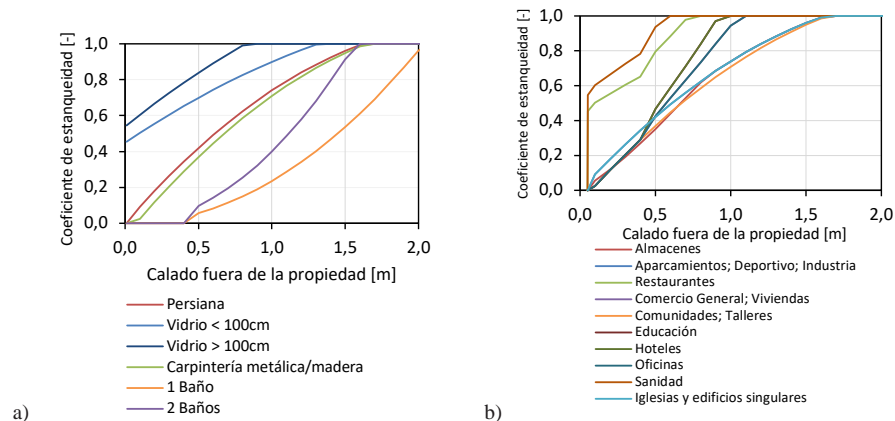 a)
Coeficiente de estanqueidad [-]
1,0
0,8
0,6
0,4
0,2
0,0
0,0 0,5 1,0 1,5 2,0
Calado fuera de la propiedad [m]
Persiana
Vidrio < 100cm
Vidrio > 100cm
Carpintería metálica/madera
1 Baño
2 Baños
b)
Coeficiente de estanqueidad [-]
1,0
0,8
0,6
0,4
0,2
0,0
0,0 0,5 1,0 1,5 2,0
Calado fuera de la propiedad [m]
Almacenes
Aparcamientos; Deportivo; Industria
Restaurantes
Comercio General; Viviendas
Comunidades; Talleres
Educación
Hoteles
Oficinas
Sanidad
Iglesias y edificios singulares